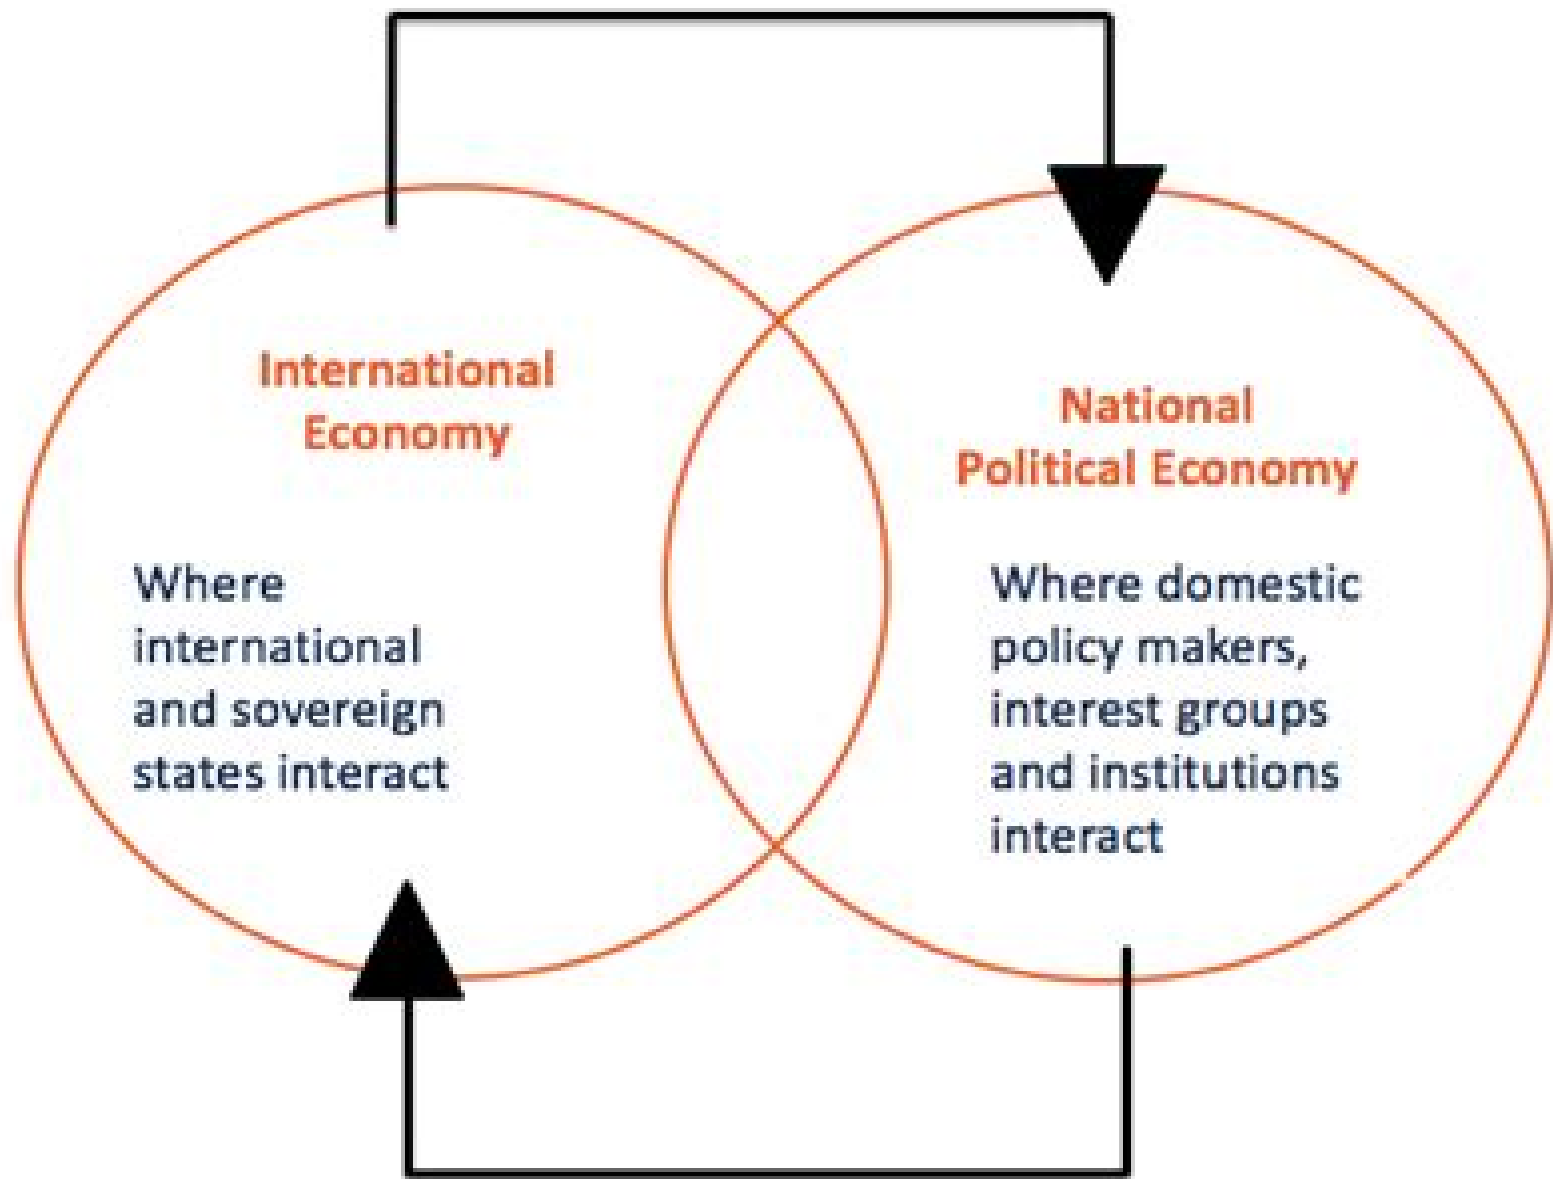 International
Economy
Where
international
and sovereign
states interact
National
Political Economy
Where domestic
policy makers,
interest groups
and institutions
interact